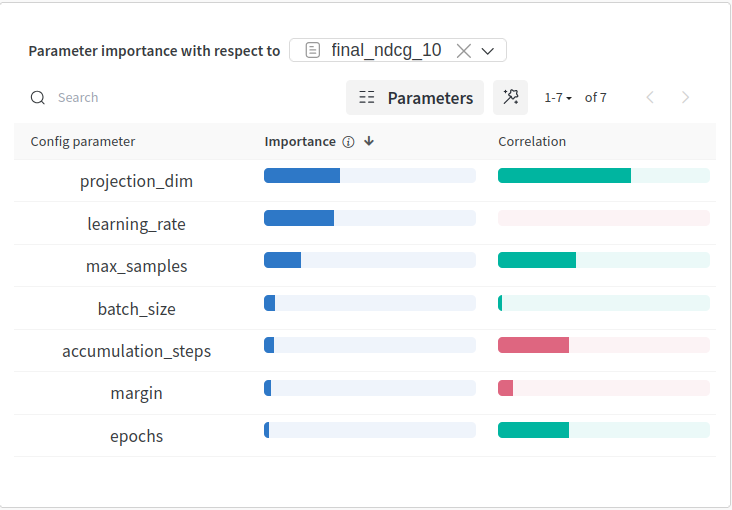 Parameter importance with respect to final_ndcg_10
Search Parameters 1-7 of 7
Config parameter Importance Correlation
projection_dim
learning_rate
max_samples
batch_size
accumulation_steps
margin
epochs